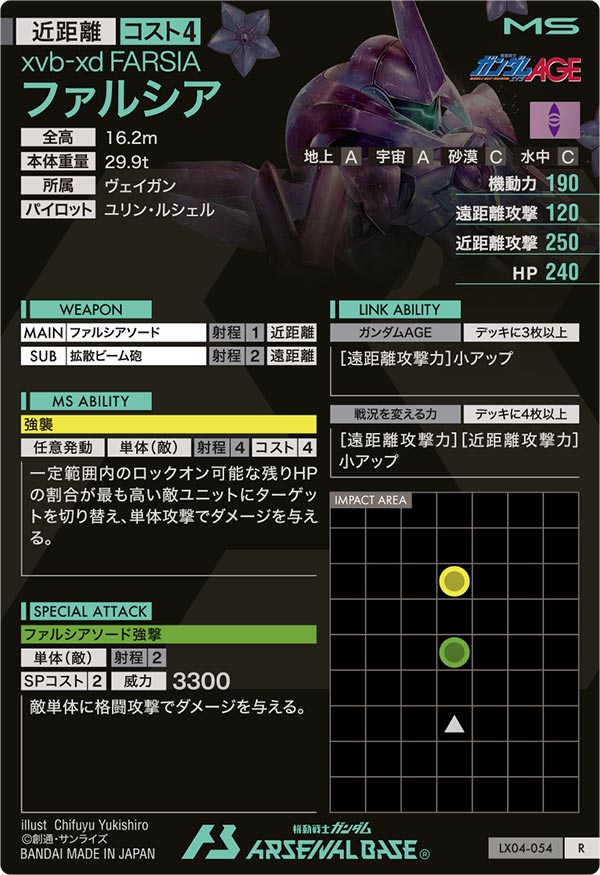 近距離 コスト4
MS
xvb-xd FARSIA
ファルシア
機動戦士ガンダムAGE
全高 16.2m
本体重量 29.9t
所属 ヴェイガン
パイロット ユリン・ルシェル
地上 A 宇宙 A 砂漠 C 水中 C
機動力 190
遠距離攻撃 120
近距離攻撃 250
HP 240
WEAPON
MAIN ファルシアソード 射程 1 近距離
SUB 拡散ビーム砲 射程 2 遠距離
MS ABILITY
強襲
任意発動 単体(敵) 射程 4 コスト 4
一定範囲内のロックオン可能な残りHP
の割合が最も高い敵ユニットにターゲッ
トを切り替え、単体攻撃でダメージを与え
る。
SPECIAL ATTACK
ファルシアソード強撃
単体(敵) 射程 2
SPコスト 2 威力 3300
敵単体に格闘攻撃でダメージを与える。
LINK ABILITY
ガンダムAGE デッキに3枚以上
[遠距離攻撃力]小アップ
戦況を変える力 デッキに4枚以上
[遠距離攻撃力][近距離攻撃力]
小アップ
IMPACT AREA
illust Chifuyu Yukishiro
©創通・サンライズ
BANDAI MADE IN JAPAN
機動戦士ガンダム
ARSENAL BASE®
LX04-054 R